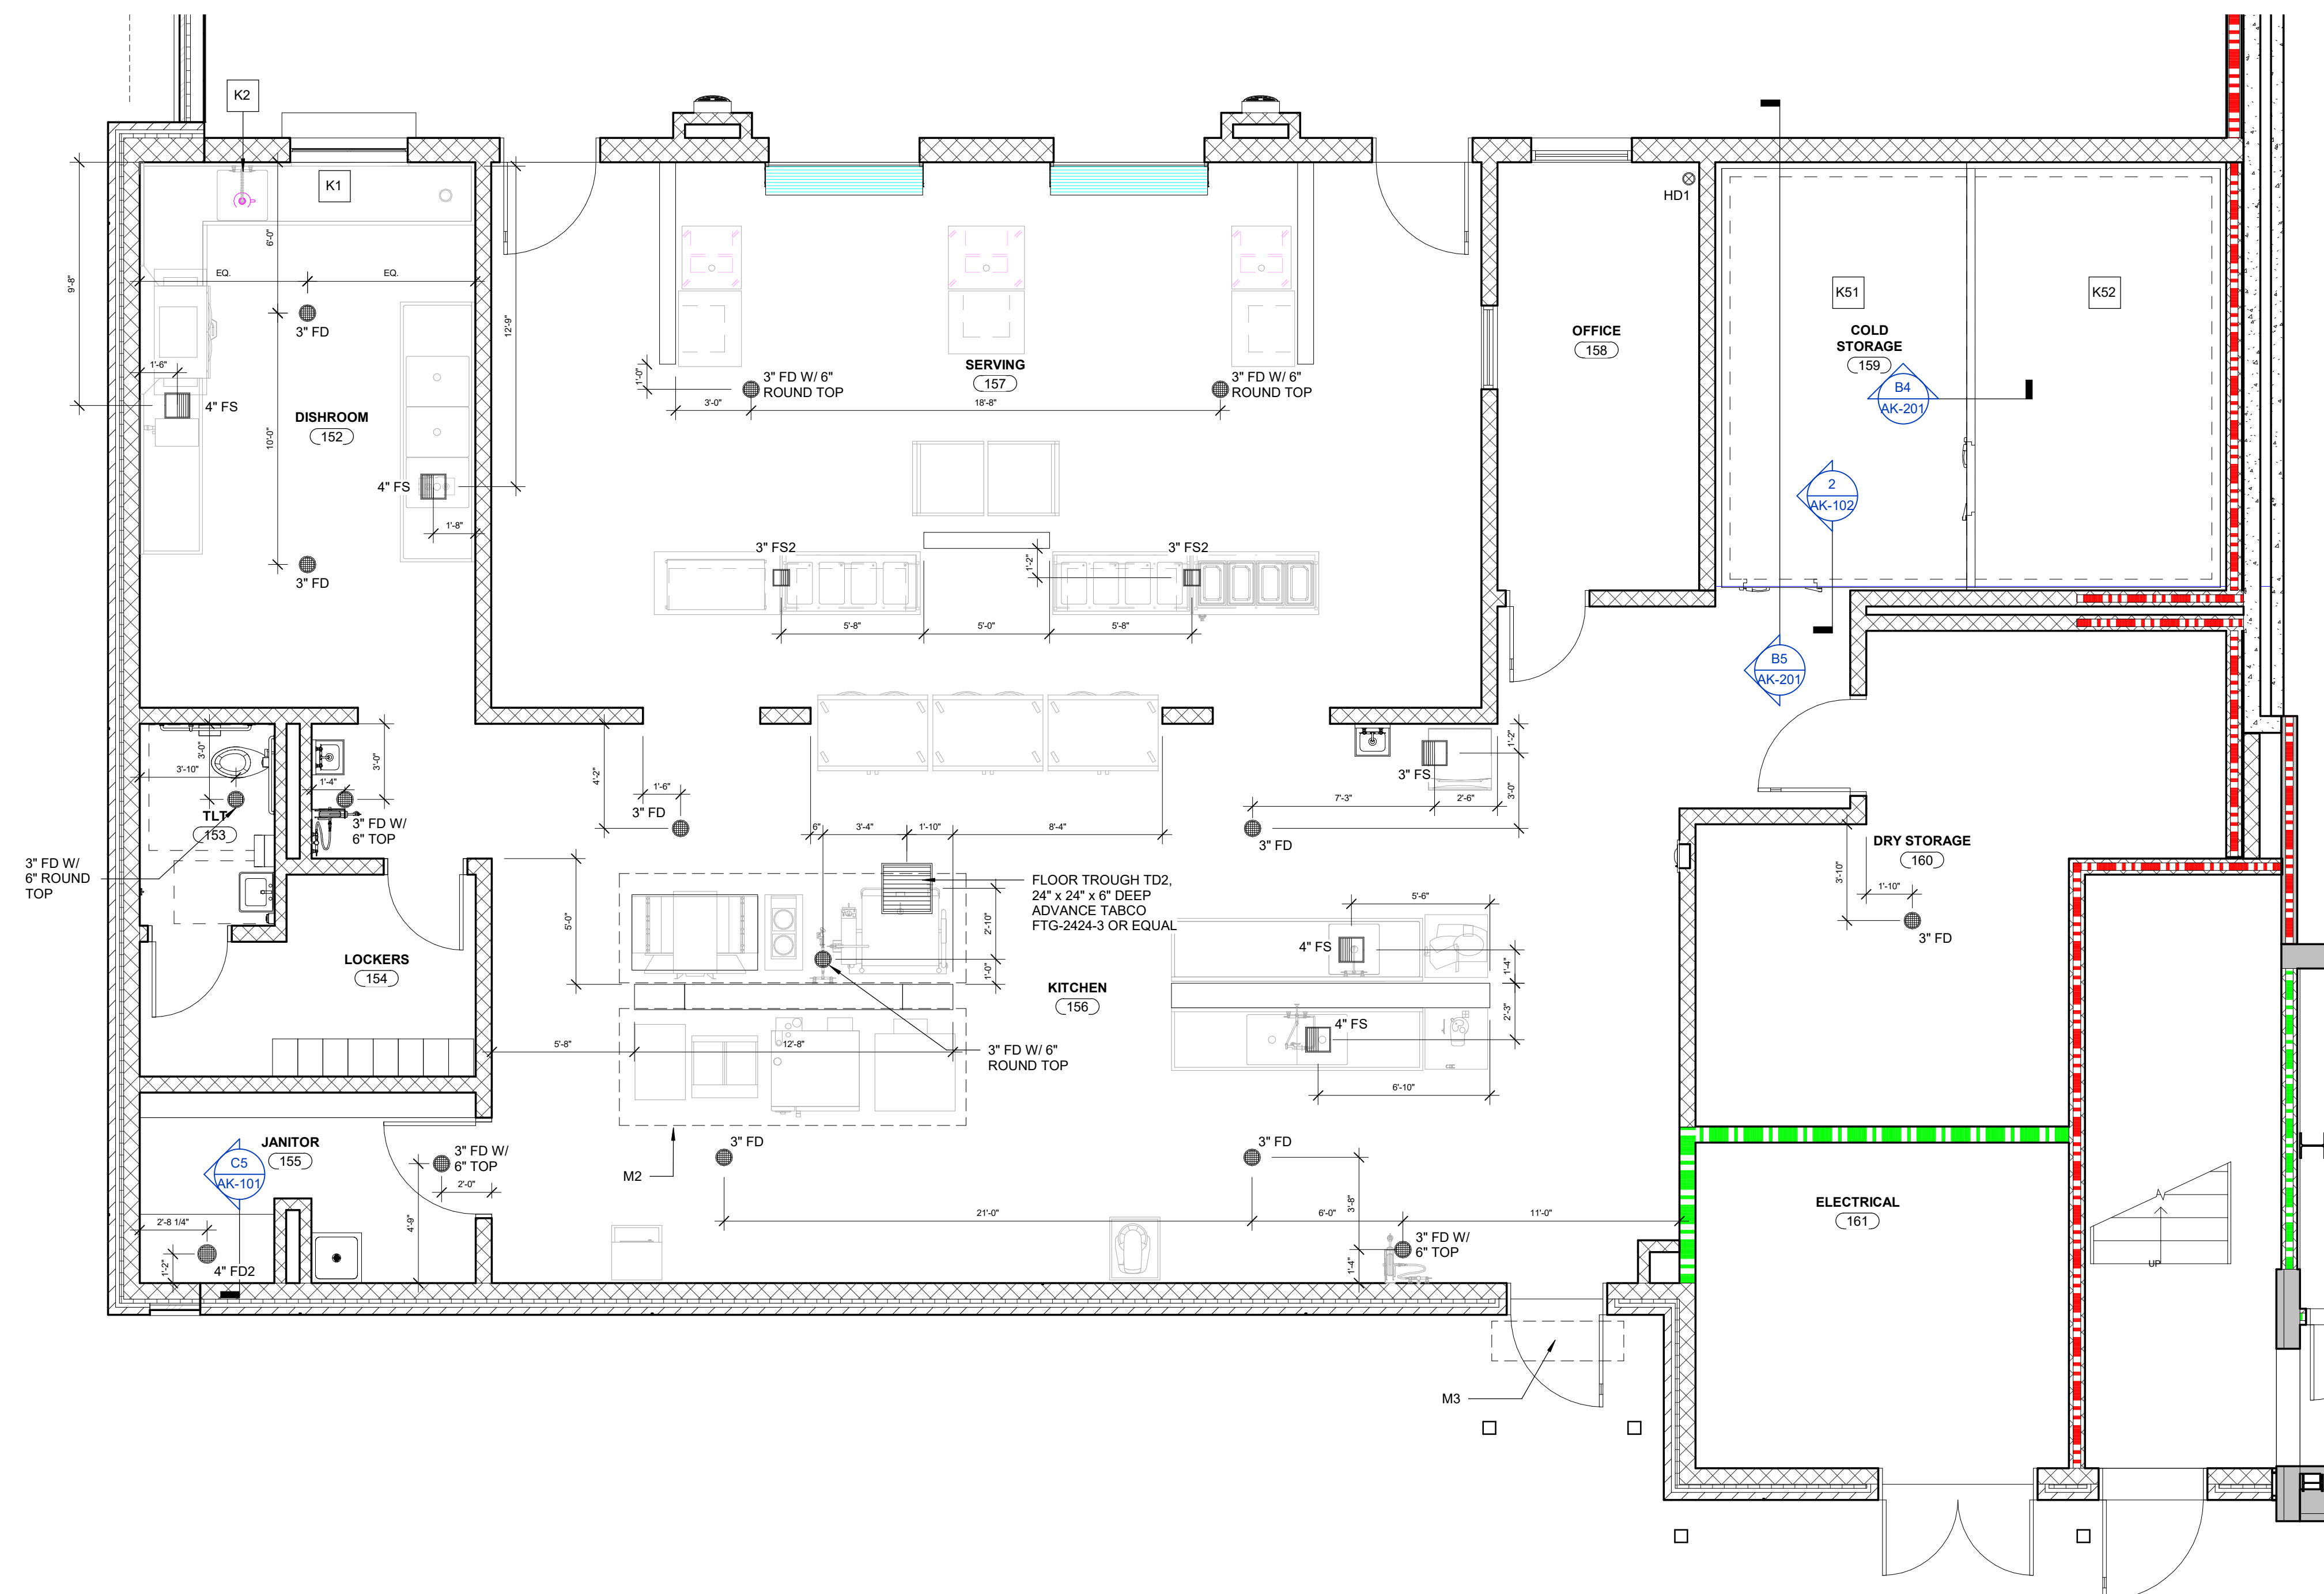 K2
K1
9'-8"
6'-0"
EQ.
EQ.
3" FD
1'-6"
4" FS
DISHROOM
152
10'-0"
4" FS
1'-8"
3" FD
12'-9"
1'-0"
3" FD W/ 6"
ROUND TOP
3'-0"
18'-8"
SERVING
157
3" FD W/ 6"
ROUND TOP
3" FS2
3" FS2
1'-2"
5'-8"
5'-0"
5'-8"
HD1
OFFICE
158
K51
K52
COLD
STORAGE
159
B4
AK-201
2
AK-102
B5
AK-201
3'-0"
3'-10"
TLT
153
3" FD W/
6" ROUND
TOP
1'-4"
3'-0"
3" FD W/
6" TOP
LOCKERS
154
4'-2"
1'-6"
3" FD
6"
3'-4"
1'-10"
8'-4"
3" FS
1'-2"
7'-3"
2'-6"
3'-0"
3" FD
5'-0"
FLOOR TROUGH TD2,
24" x 24" x 6" DEEP
ADVANCE TABCO
FTG-2424-3 OR EQUAL
2'-10"
1'-0"
KITCHEN
156
5'-6"
4" FS
1'-4"
2'-3"
4" FS
6'-10"
5'-8"
12'-8"
3" FD W/ 6"
ROUND TOP
DRY STORAGE
160
3'-10"
1'-10"
3" FD
JANITOR
155
C5
AK-101
3" FD W/
6" TOP
2'-0"
4'-9"
2'-8 1/4"
1'-2"
4" FD2
M2
3" FD
3" FD
21'-0"
6'-0"
3'-8"
11'-0"
3" FD W/
6" TOP
1'-4"
M3
ELECTRICAL
161
UP